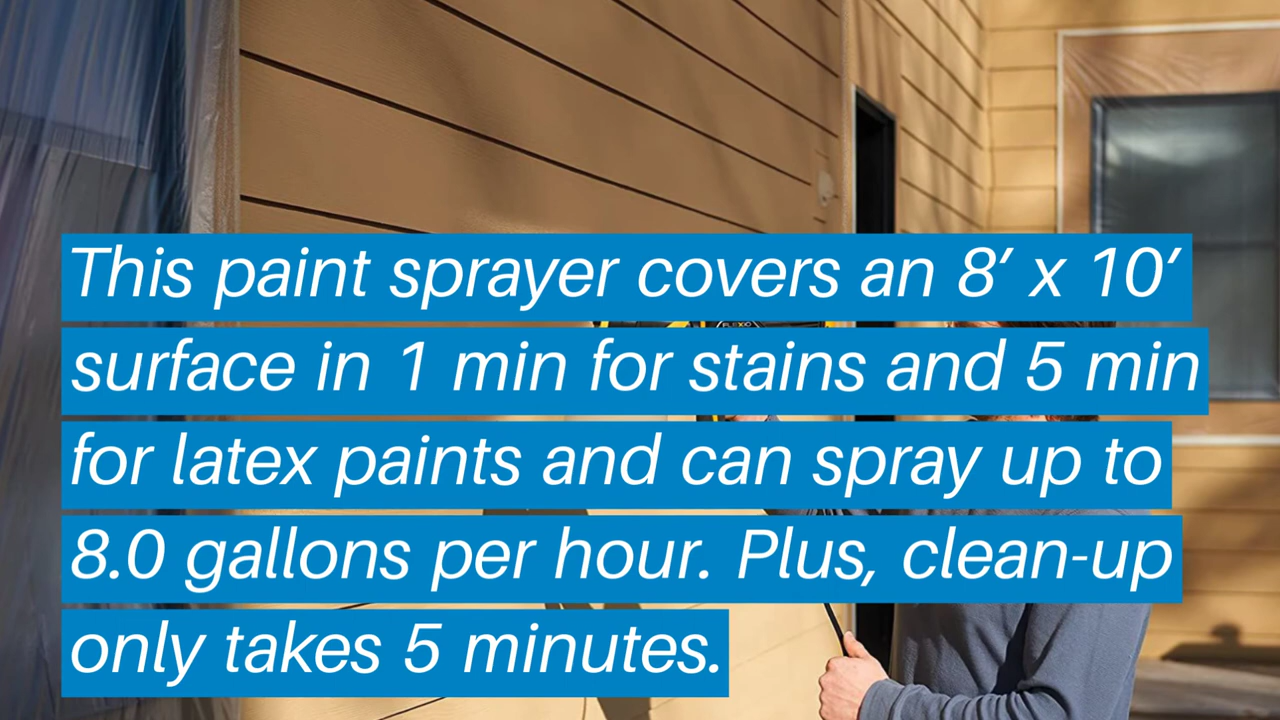 This paint sprayer covers an 8’ x 10’
surface in 1 min for stains and 5 min
for latex paints and can spray up to
8.0 gallons per hour. Plus, clean-up
only takes 5 minutes.